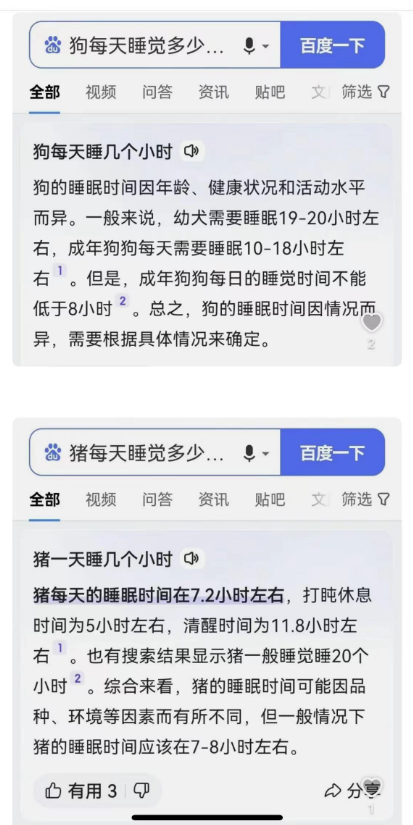 狗每天睡觉多少... 百度一下
全部 视频 问答 资讯 贴吧 文 筛选
狗每天睡几个小时
狗的睡眠时间因年龄、健康状况和活动水平
而异。一般来说，幼犬需要睡眠19-20小时左
右，成年狗狗每天需要睡眠10-18小时左
右 1 。但是，成年狗狗每日的睡觉时间不能
低于8小时 2 。总之，狗的睡眠时间因情况而
异，需要根据具体情况来确定。
2
猪每天睡觉多少... 百度一下
全部 视频 问答 资讯 贴吧 文 筛选
猪一天睡几个小时
猪每天的睡眠时间在7.2小时左右，打盹休息
时间为5小时左右，清醒时间为11.8小时左
右 1 。也有搜索结果显示猪一般睡觉睡20个
小时 2 。综合来看，猪的睡眠时间可能因品
种、环境等因素而有所不同，但一般情况下
猪的睡眠时间应该在7-8小时左右。
有用 3 分享
1